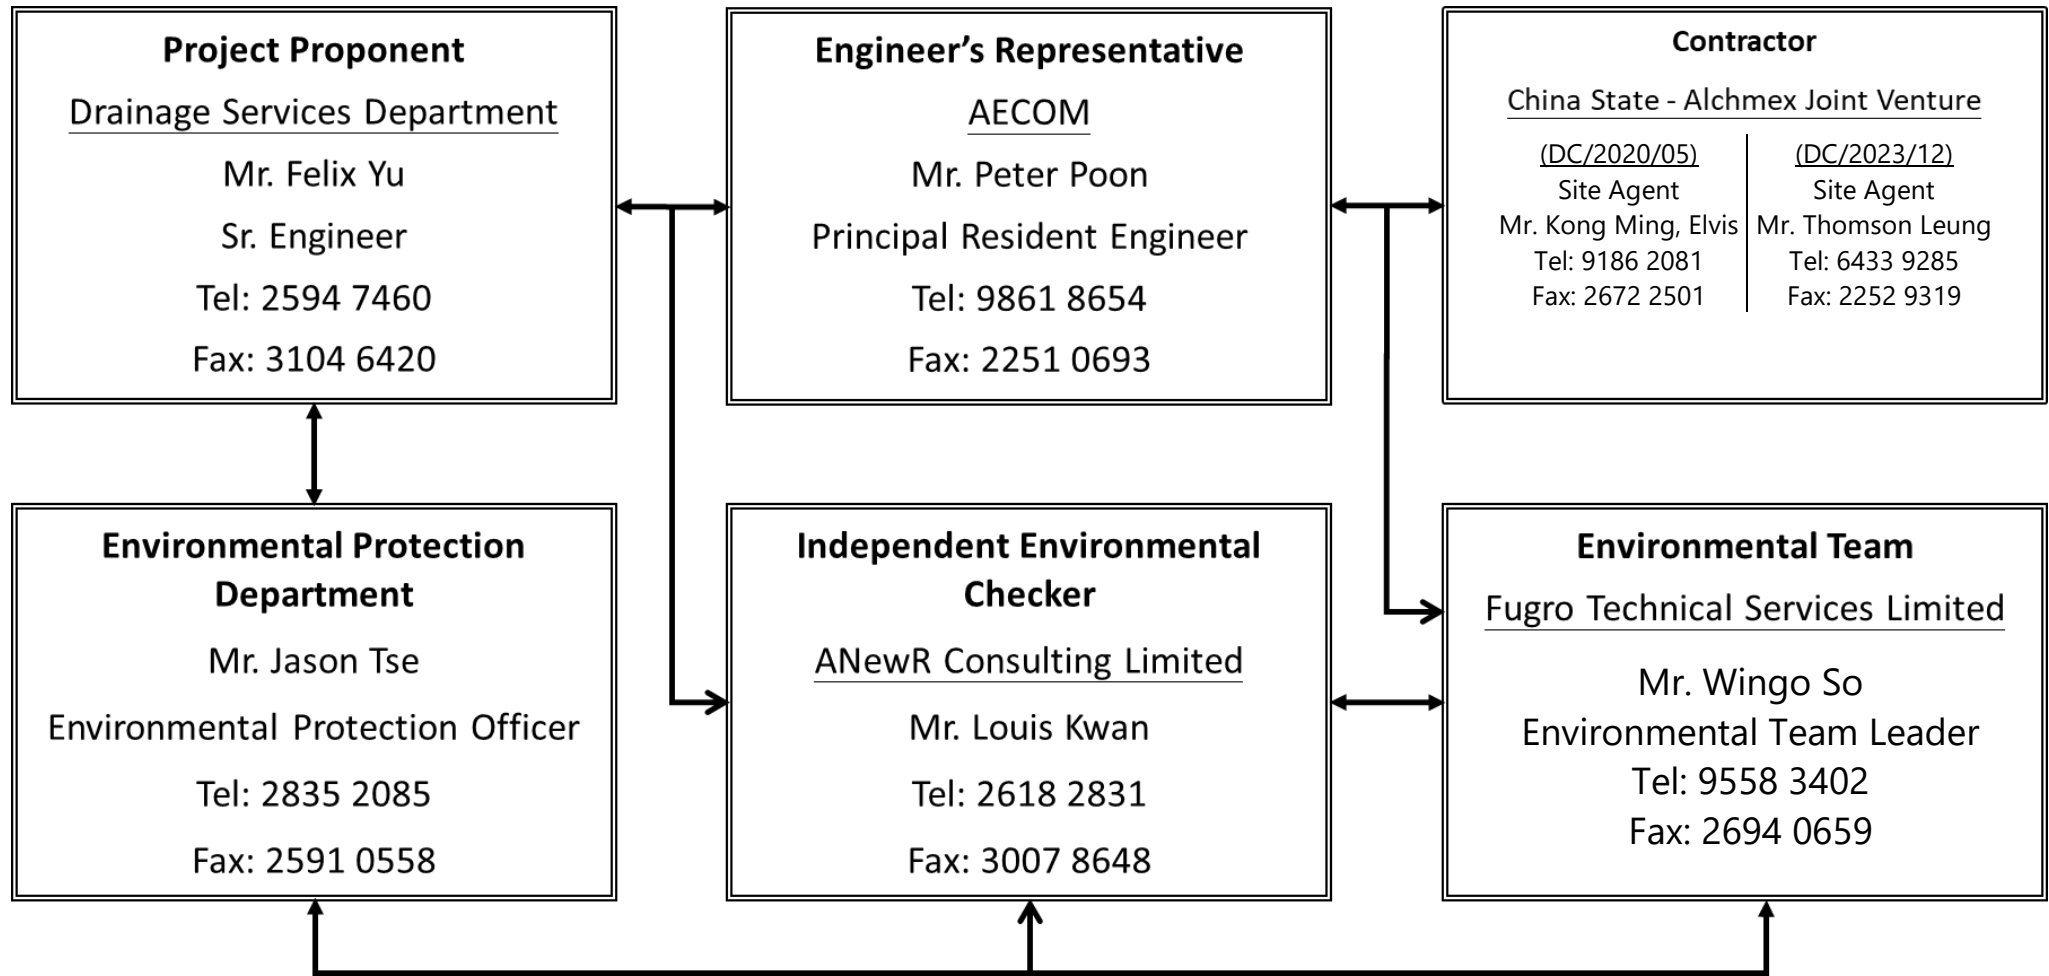 Project Proponent
Drainage Services Department
Mr. Felix Yu
Sr. Engineer
Tel: 2594 7460
Fax: 3104 6420
Engineer’s Representative
AECOM
Mr. Peter Poon
Principal Resident Engineer
Tel: 9861 8654
Fax: 2251 0693
Contractor
China State - Alchmex Joint Venture
(DC/2020/05)
Site Agent
Mr. Kong Ming, Elvis
Tel: 9186 2081
Fax: 2672 2501
(DC/2023/12)
Site Agent
Mr. Thomson Leung
Tel: 6433 9285
Fax: 2252 9319
Environmental Protection
Department
Mr. Jason Tse
Environmental Protection Officer
Tel: 2835 2085
Fax: 2591 0558
Independent Environmental
Checker
ANewR Consulting Limited
Mr. Louis Kwan
Tel: 2618 2831
Fax: 3007 8648
Environmental Team
Fugro Technical Services Limited
Mr. Wingo So
Environmental Team Leader
Tel: 9558 3402
Fax: 2694 0659